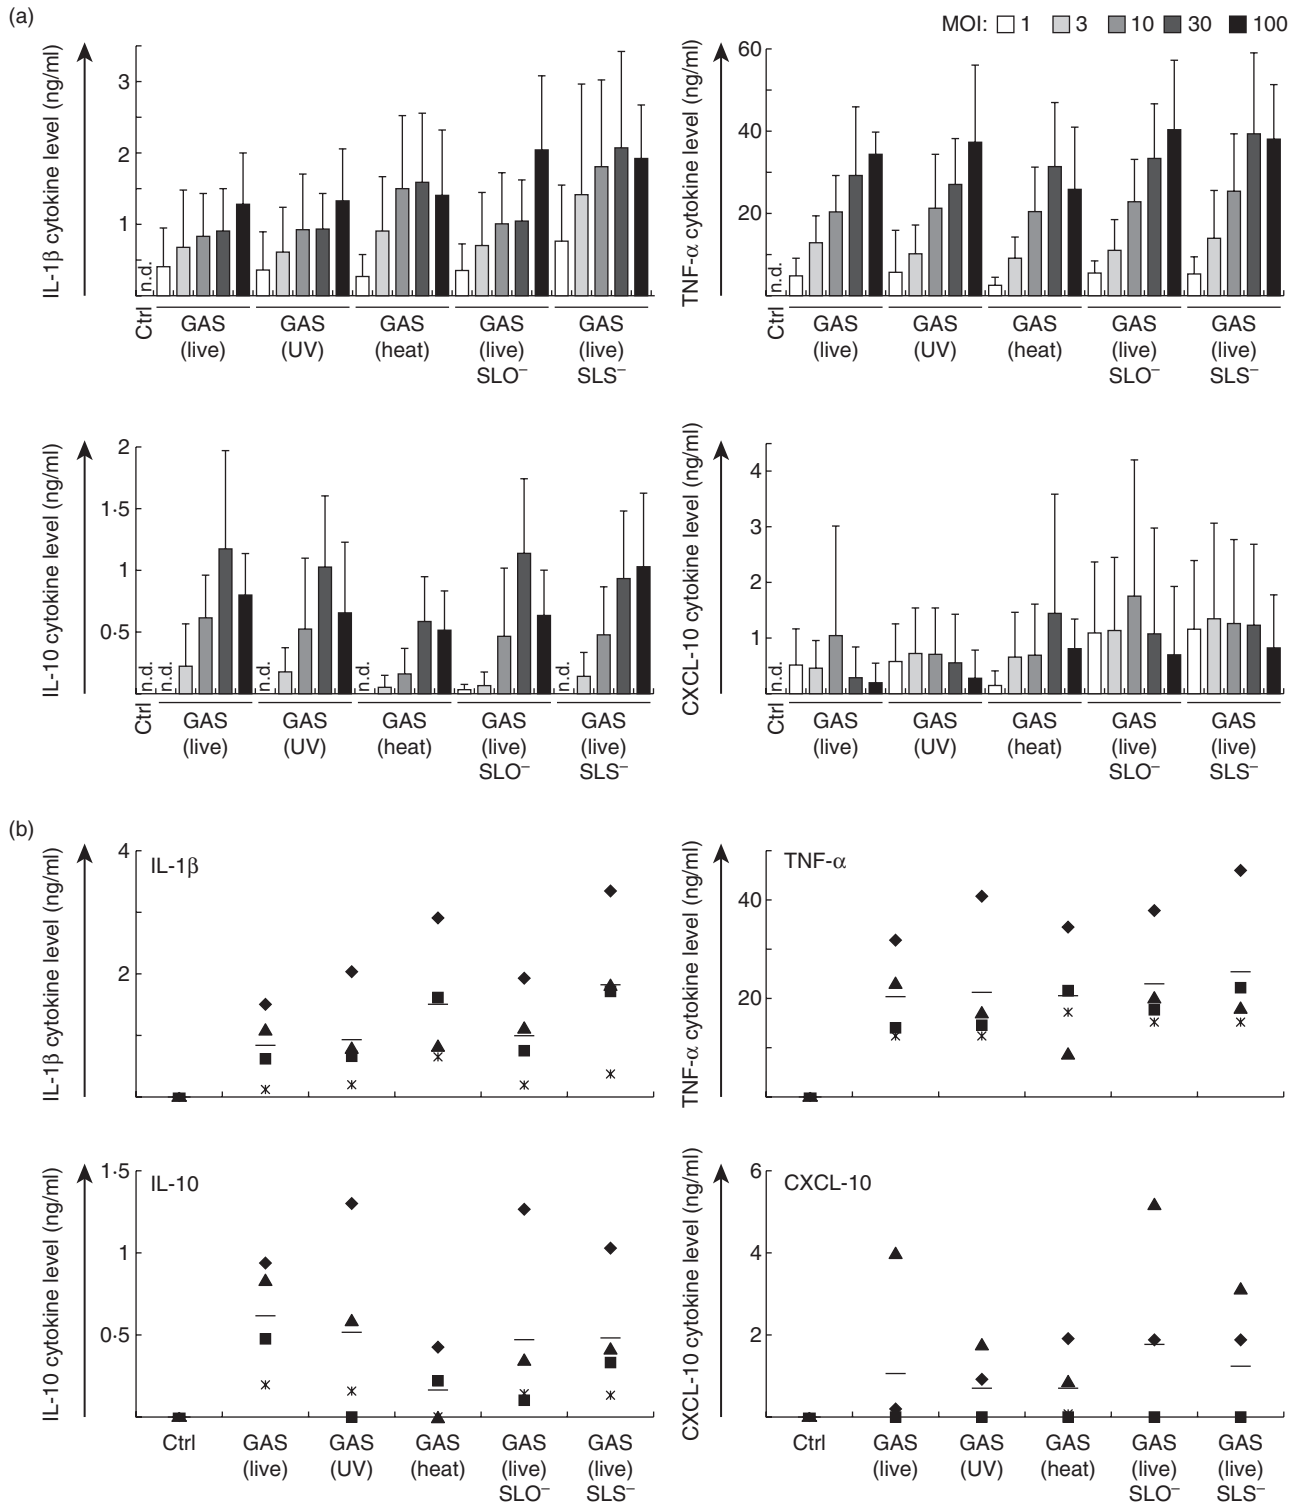 (a)
MOI: 1 3 10 30 100
IL-1β cytokine level (ng/ml)
3
2
1
n.d.
Ctrl
GAS (live)
GAS (UV)
GAS (heat)
GAS (live) SLO–
GAS (live) SLS–
TNF-α cytokine level (ng/ml)
60
40
20
n.d.
Ctrl
GAS (live)
GAS (UV)
GAS (heat)
GAS (live) SLO–
GAS (live) SLS–
IL-10 cytokine level (ng/ml)
2
1·5
1
0·5
n.d.
n.d.
n.d.
n.d.
n.d.
Ctrl
GAS (live)
GAS (UV)
GAS (heat)
GAS (live) SLO–
GAS (live) SLS–
CXCL-10 cytokine level (ng/ml)
4
3
2
1
n.d.
Ctrl
GAS (live)
GAS (UV)
GAS (heat)
GAS (live) SLO–
GAS (live) SLS–
(b)
IL-1β cytokine level (ng/ml)
4
2
IL-1β
TNF-α cytokine level (ng/ml)
40
20
TNF-α
IL-10 cytokine level (ng/ml)
1·5
1
0·5
IL-10
Ctrl
GAS (live)
GAS (UV)
GAS (heat)
GAS (live) SLO–
GAS (live) SLS–
CXCL-10 cytokine level (ng/ml)
6
4
2
CXCL-10
Ctrl
GAS (live)
GAS (UV)
GAS (heat)
GAS (live) SLO–
GAS (live) SLS–